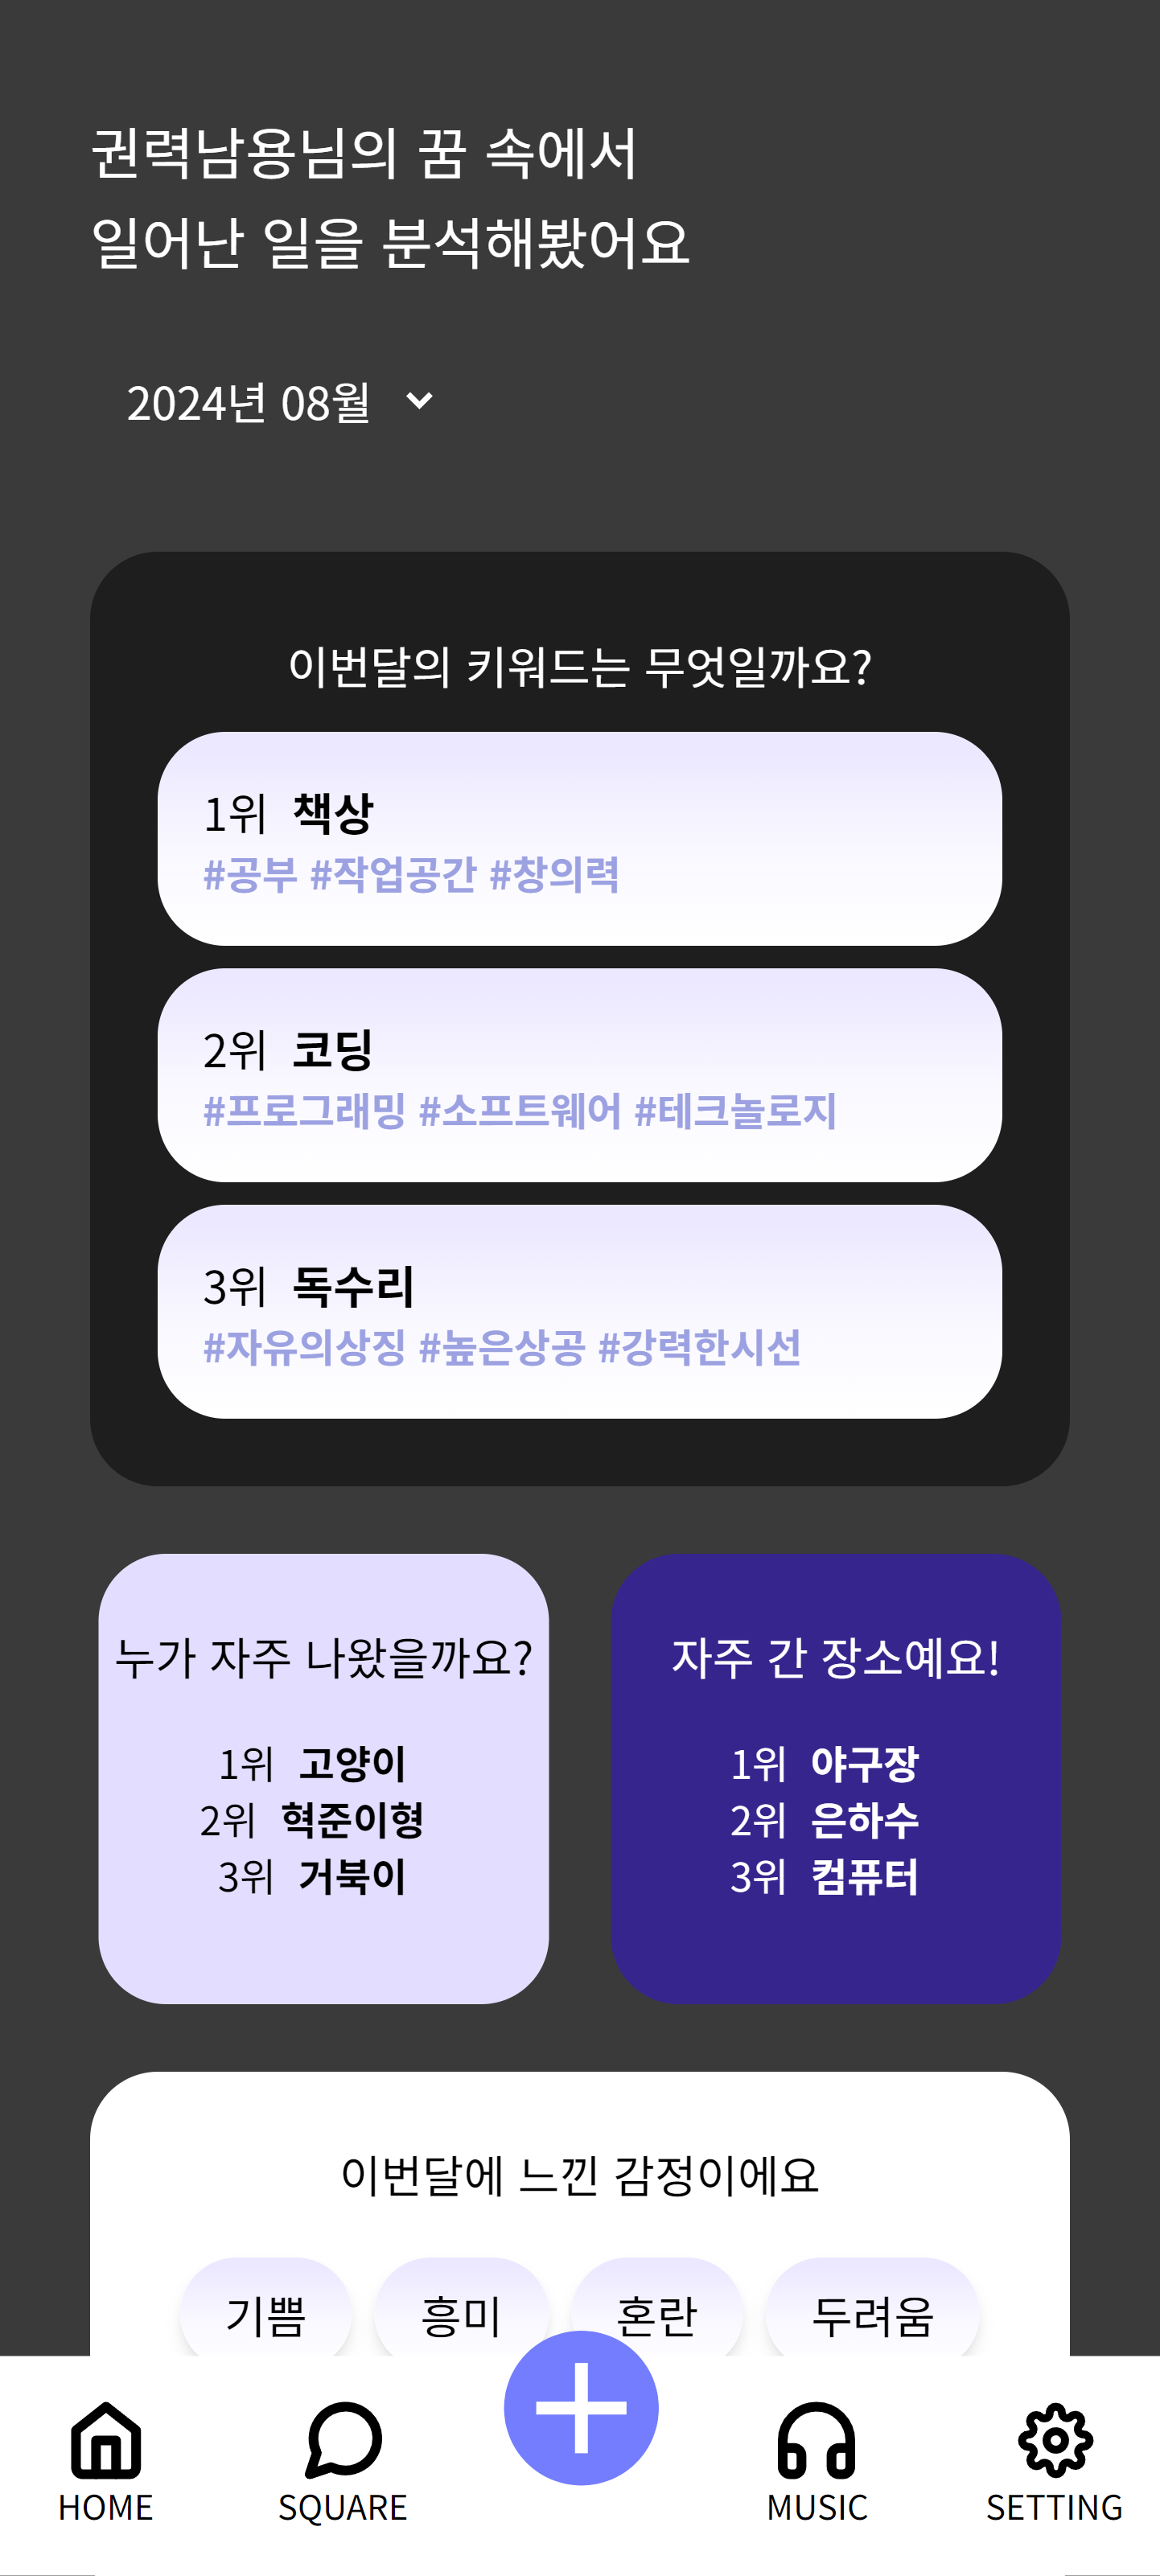 권력남용님의 꿈 속에서
일어난 일을 분석해봤어요
2024년 08월
이번달의 키워드는 무엇일까요?
1위 책상
#공부 #작업공간 #창의력
2위 코딩
#프로그래밍 #소프트웨어 #테크놀로지
3위 독수리
#자유의상징 #높은상공 #강력한시선
누가 자주 나왔을까요?
1위 고양이
2위 혁준이형
3위 거북이
자주 간 장소예요!
1위 야구장
2위 은하수
3위 컴퓨터
이번달에 느낀 감정이에요
기쁨 흥미 혼란 두려움
HOME SQUARE MUSIC SETTING